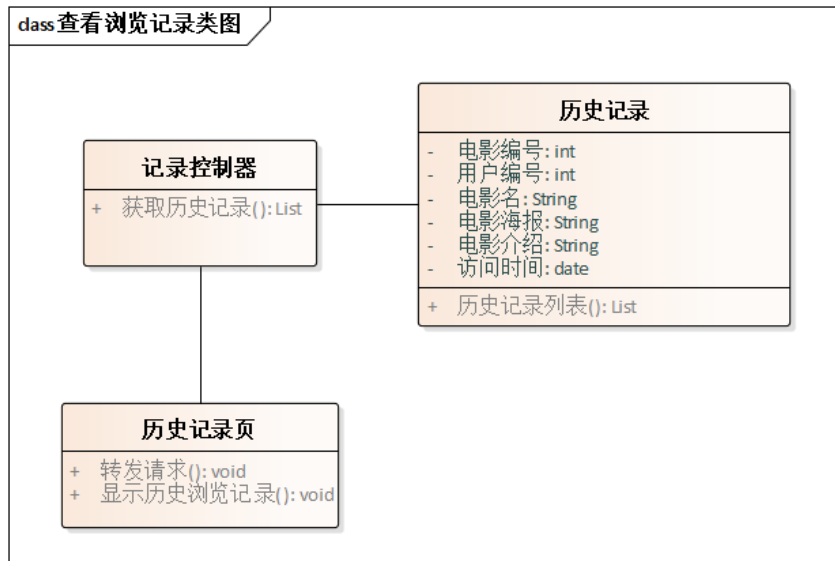 class 查看浏览记录类图
历史记录
- 电影编号: int
- 用户编号: int
- 电影名: String
- 电影海报: String
- 电影介绍: String
- 访问时间: date
+ 历史记录列表(): List
记录控制器
+ 获取历史记录(): List
历史记录页
+ 转发请求(): void
+ 显示历史浏览记录(): void